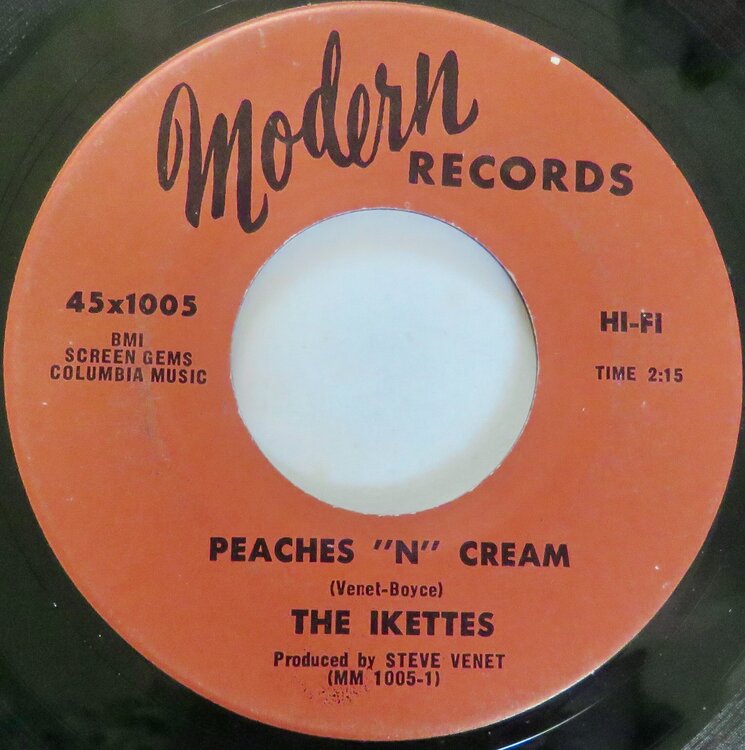 Modern
RECORDS
45x1005
BMI
SCREEN GEMS
COLUMBIA MUSIC
HI-FI
TIME 2:15
PEACHES "N" CREAM
(Venet-Boyce)
THE IKETTES
Produced by STEVE VENET
(MM 1005-1)